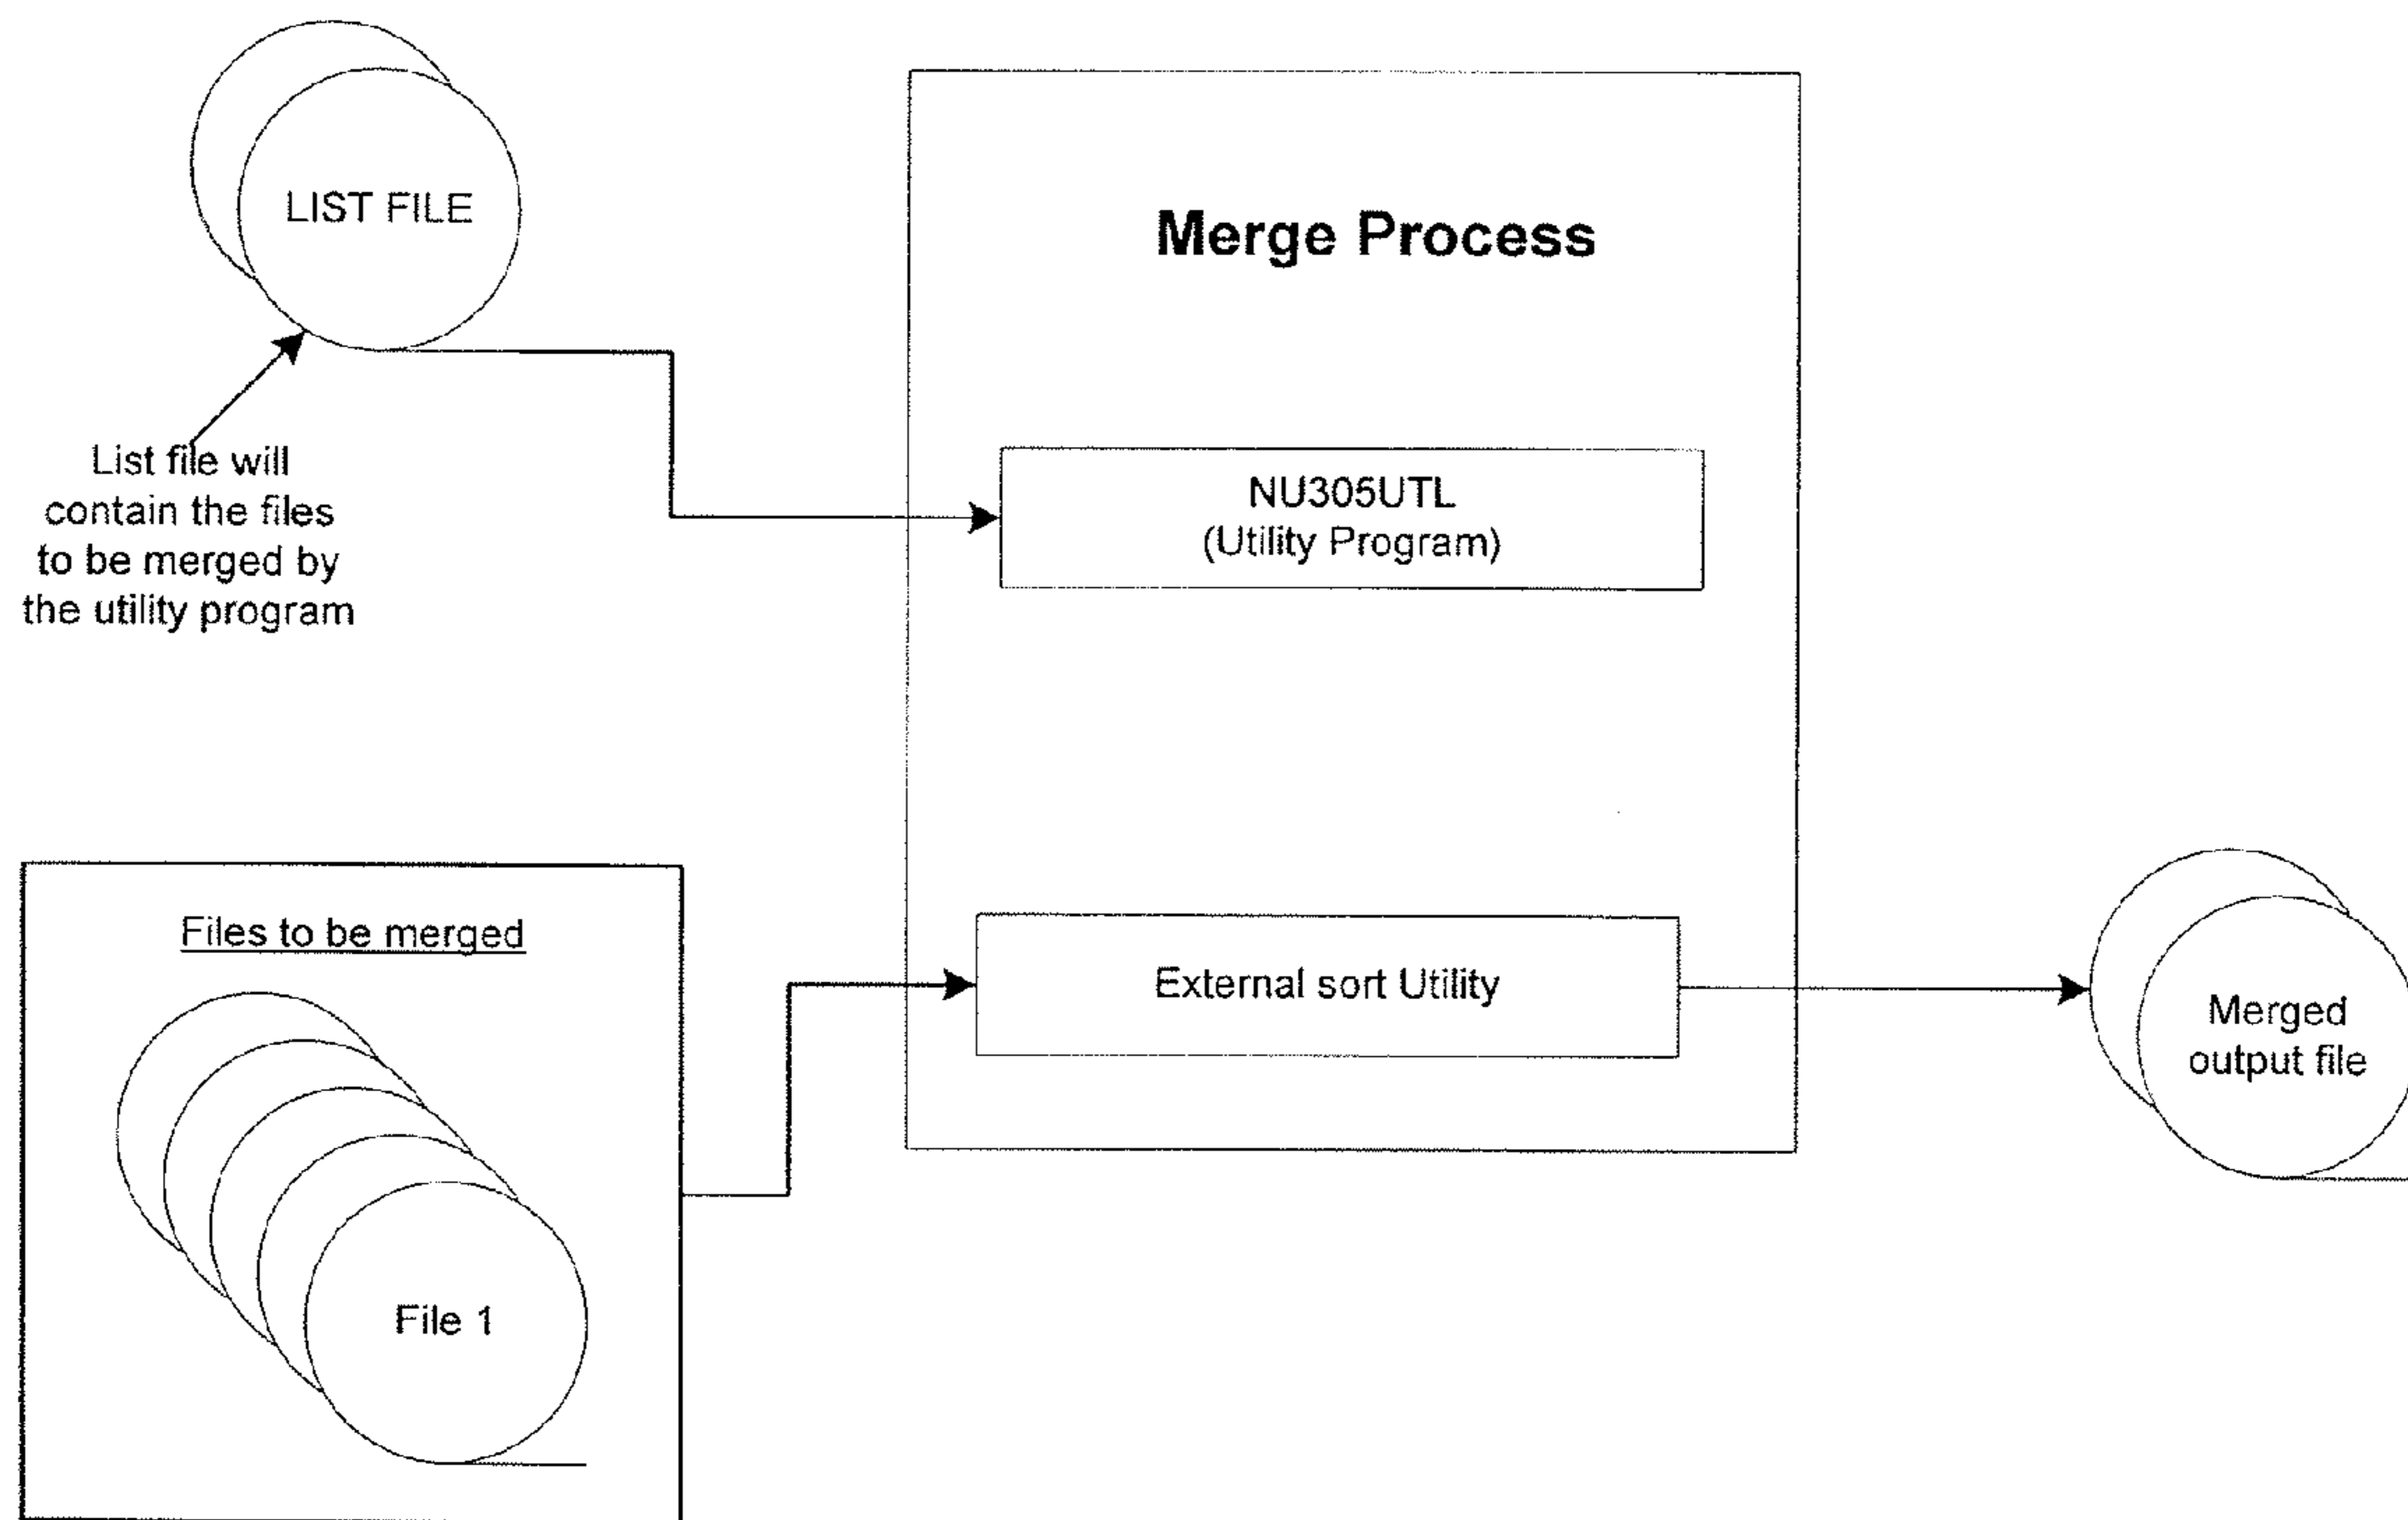 LIST FILE
List file will
contain the files
to be merged by
the utility program
Merge Process
NU305UTL
(Utility Program)
Files to be merged
File 1
External sort Utility
Merged
output file